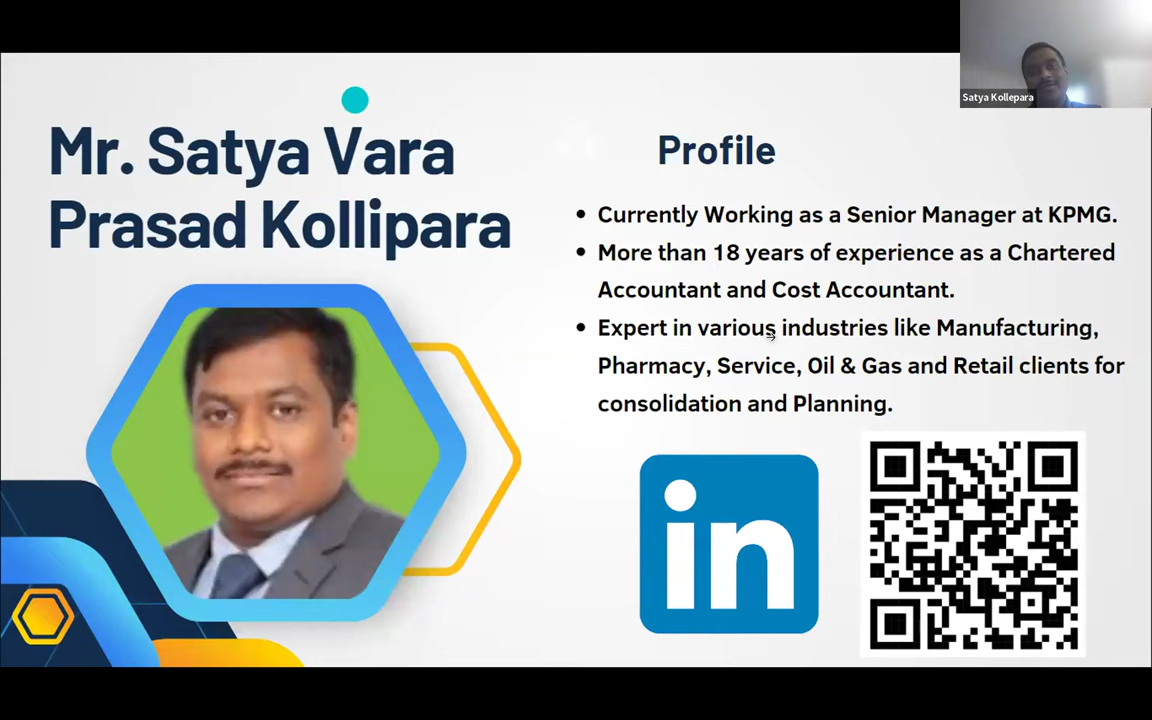 Satya Kollepara
Mr. Satya Vara
Prasad Kollipara
Profile
Currently Working as a Senior Manager at KPMG.
More than 18 years of experience as a Chartered
Accountant and Cost Accountant.
Expert in various industries like Manufacturing,
Pharmacy, Service, Oil & Gas and Retail clients for
consolidation and Planning.
in